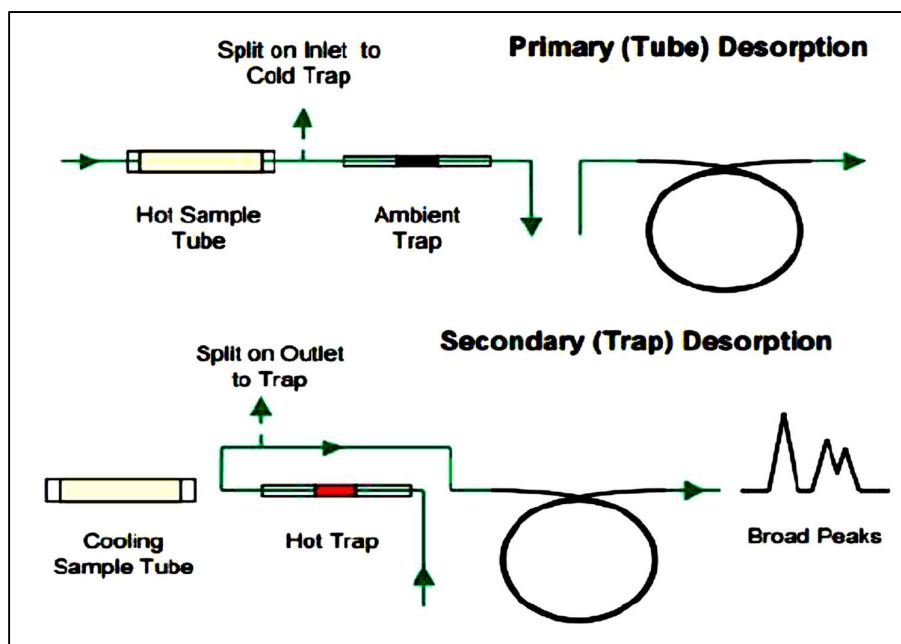 Primary (Tube) Desorption
Split on Inlet to
Cold Trap
Hot Sample
Tube
Ambient
Trap
Secondary (Trap) Desorption
Split on Outlet
to Trap
Cooling
Sample Tube
Hot Trap
Broad Peaks